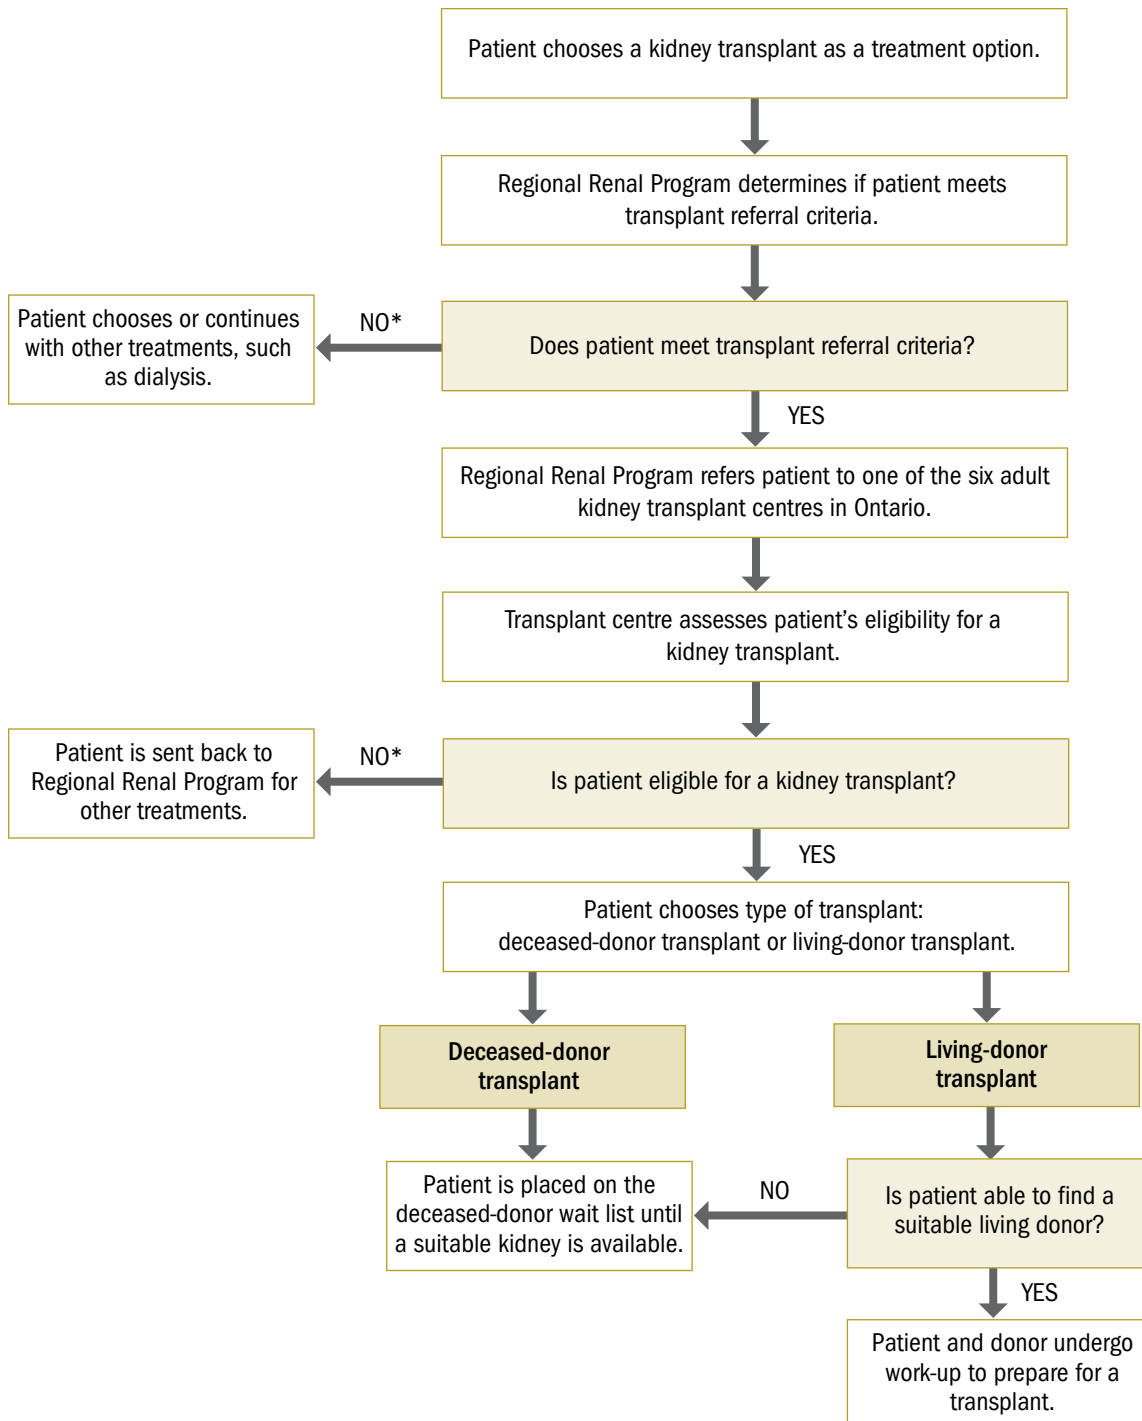 Patient chooses a kidney transplant as a treatment option.
Regional Renal Program determines if patient meets
transplant referral criteria.
Does patient meet transplant referral criteria?
NO*
Patient chooses or continues
with other treatments, such
as dialysis.
YES
Regional Renal Program refers patient to one of the six adult
kidney transplant centres in Ontario.
Transplant centre assesses patient’s eligibility for a
kidney transplant.
Is patient eligible for a kidney transplant?
NO*
Patient is sent back to
Regional Renal Program for
other treatments.
YES
Patient chooses type of transplant:
deceased-donor transplant or living-donor transplant.
Deceased-donor
transplant
Living-donor
transplant
Patient is placed on the
deceased-donor wait list until
a suitable kidney is available.
NO
Is patient able to find a
suitable living donor?
YES
Patient and donor undergo
work-up to prepare for a
transplant.